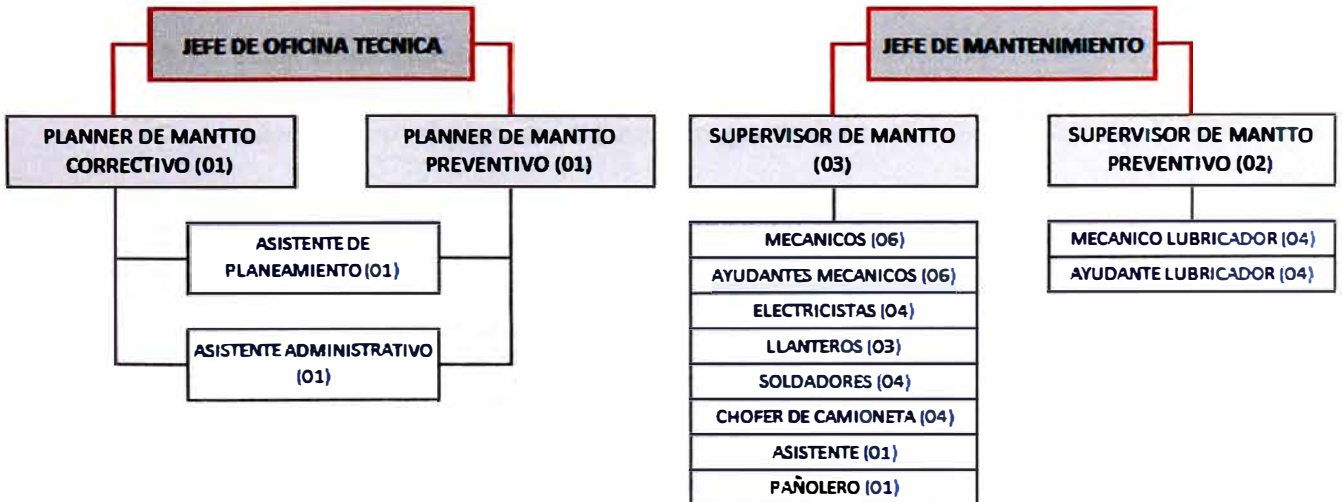 JEFE DE OFICINA TECNICA
PLANNER DE MANTTO
CORRECTIVO (01)
PLANNER DE MANTTO
PREVENTIVO (01)
ASISTENTE DE
PLANEAMIENTO (01)
ASISTENTE ADMINISTRATIVO
(01)
JEFE DE MANTENIMIENTO
SUPERVISOR DE MANTTO
(03)
SUPERVISOR DE MANTTO
PREVENTIVO (02)
MECANICOS (06)
AYUDANTES MECANICOS (06)
ELECTRICISTAS (04)
LLANTEROS (03)
SOLDADORES (04)
CHOFER DE CAMIONETA (04)
ASISTENTE (01)
PAÑOLERO (01)
MECANICO LUBRICADOR (04)
AYUDANTE LUBRICADOR (04)